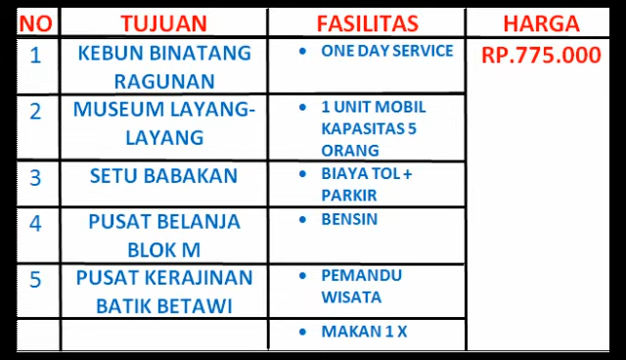 NO TUJUAN FASILITAS HARGA
1 KEBUN BINATANG RAGUNAN • ONE DAY SERVICE RP.775.000
2 MUSEUM LAYANG-LAYANG • 1 UNIT MOBIL KAPASITAS 5 ORANG
3 SETU BABAKAN • BIAYA TOL + PARKIR
4 PUSAT BELANJA BLOK M • BENSIN
5 PUSAT KERAJINAN BATIK BETAWI • PEMANDU WISATA
• MAKAN 1 X